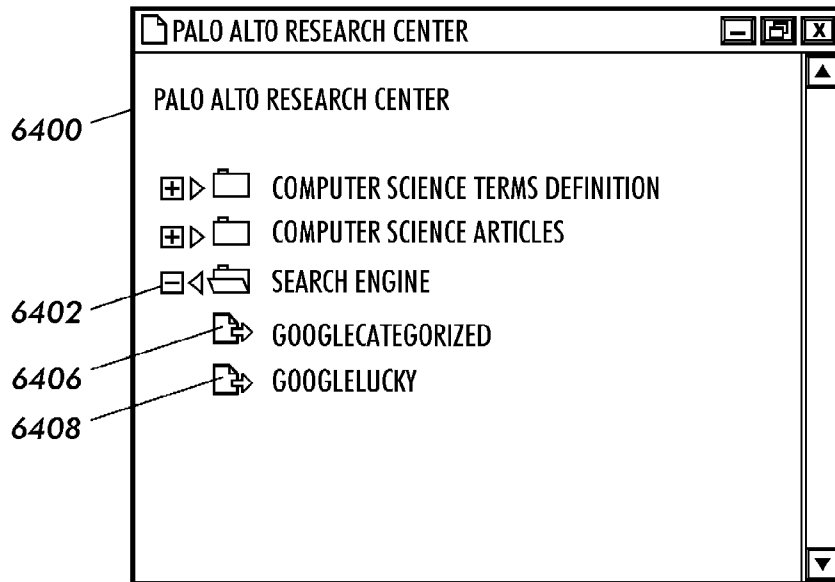 PALO ALTO RESEARCH CENTER
PALO ALTO RESEARCH CENTER
6400
COMPUTER SCIENCE TERMS DEFINITION
COMPUTER SCIENCE ARTICLES
SEARCH ENGINE
6402
GOOGLECATEGORIZED
6406
GOOGLELUCKY
6408